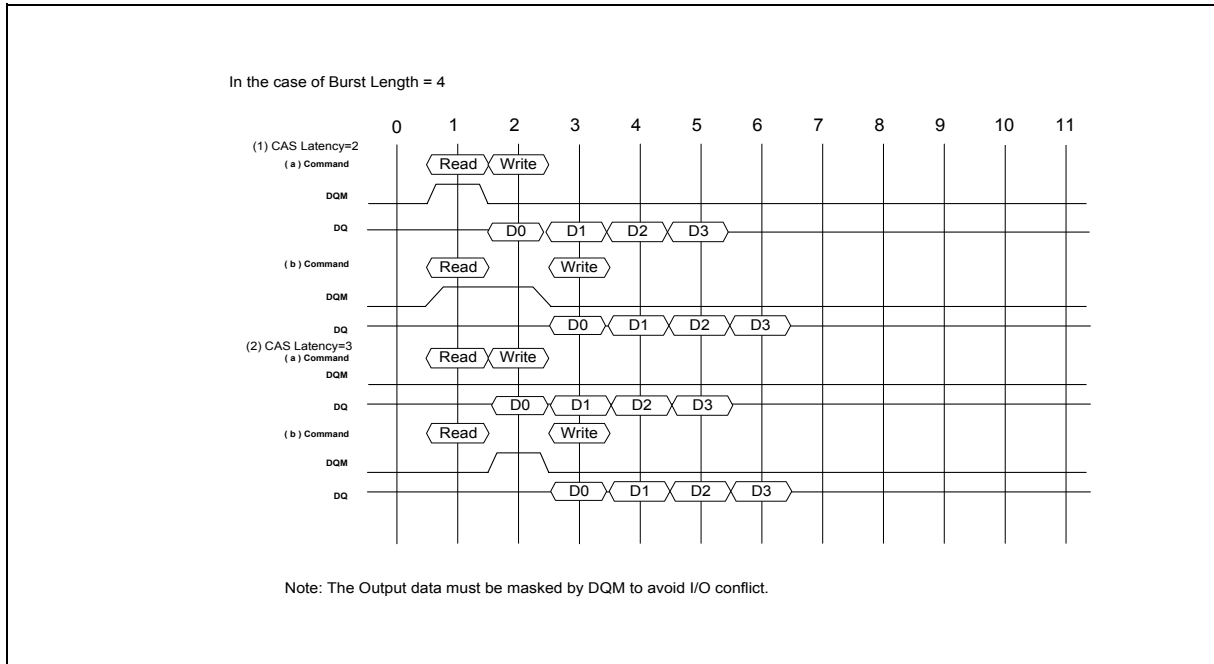 In the case of Burst Length = 4
0 1 2 3 4 5 6 7 8 9 10 11
(1) CAS Latency=2
( a ) Command Read Write
DQM
DQ D0 D1 D2 D3
( b ) Command Read Write
DQM
DQ D0 D1 D2 D3
(2) CAS Latency=3
( a ) Command Read Write
DQM
DQ D0 D1 D2 D3
( b ) Command Read Write
DQM
DQ D0 D1 D2 D3
Note: The Output data must be masked by DQM to avoid I/O conflict.